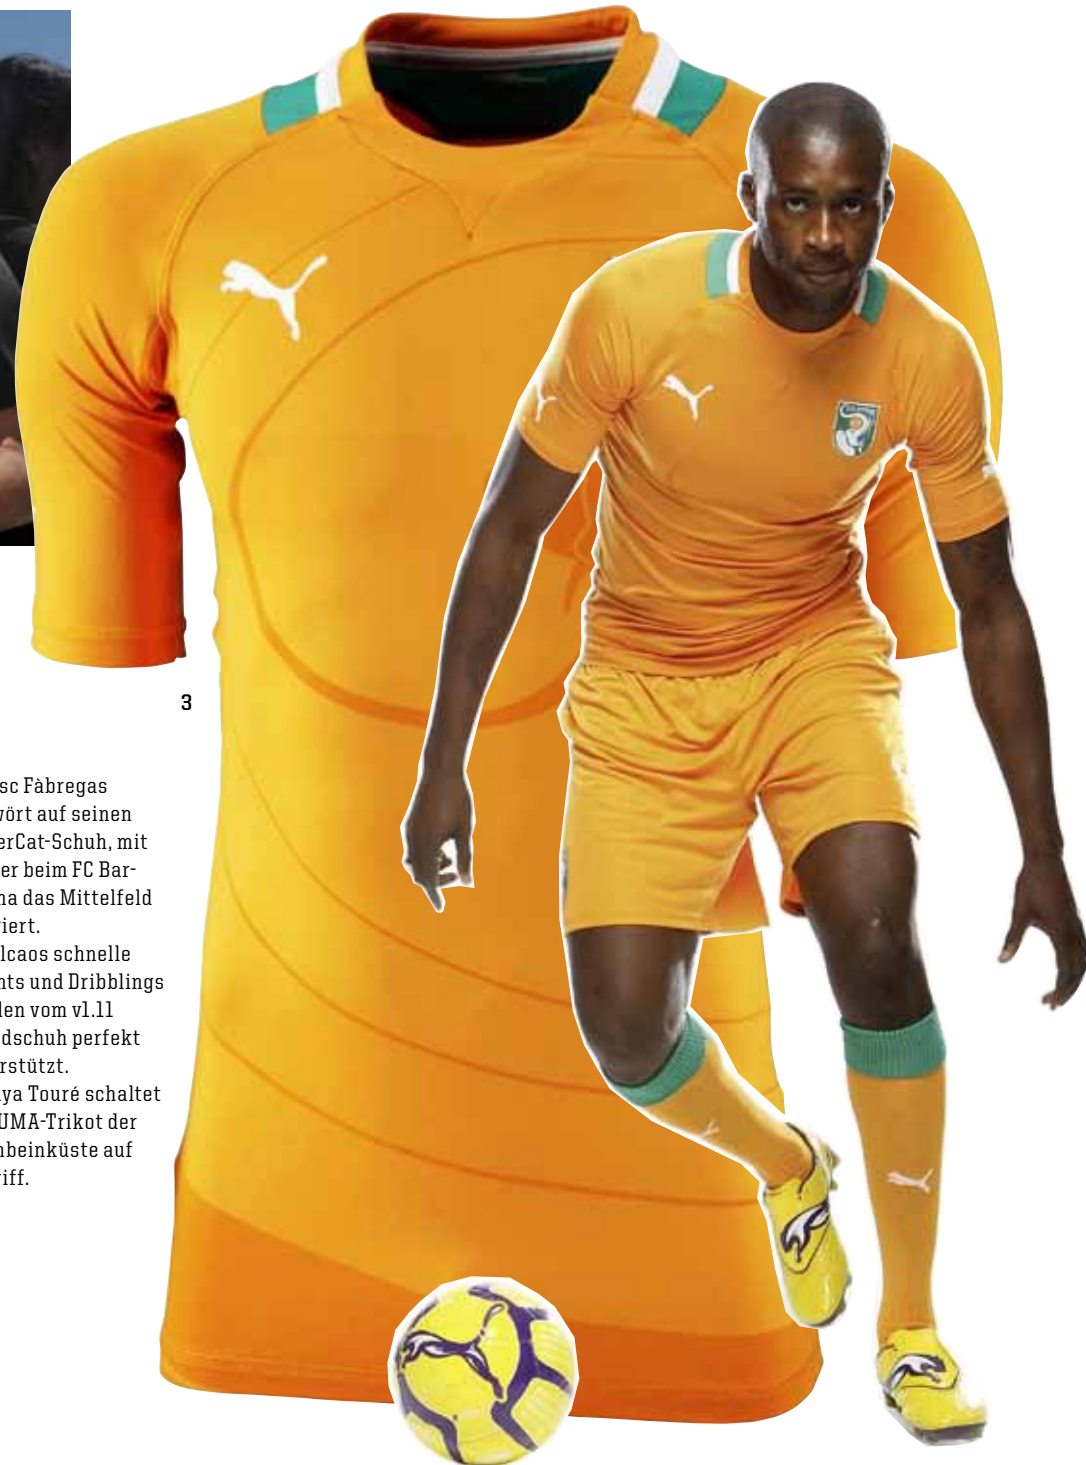 3
sc Fàbregas
wört auf seinen
erCat-Schuh, mit
er beim FC Bar-
na das Mittelfeld
iert.
lcaos schnelle
nts und Dribblings
den vom v1.11
dschuh perfekt
rstützt.
ya Touré schaltet
UMA-Trikot der
nbeinküste auf
riff.